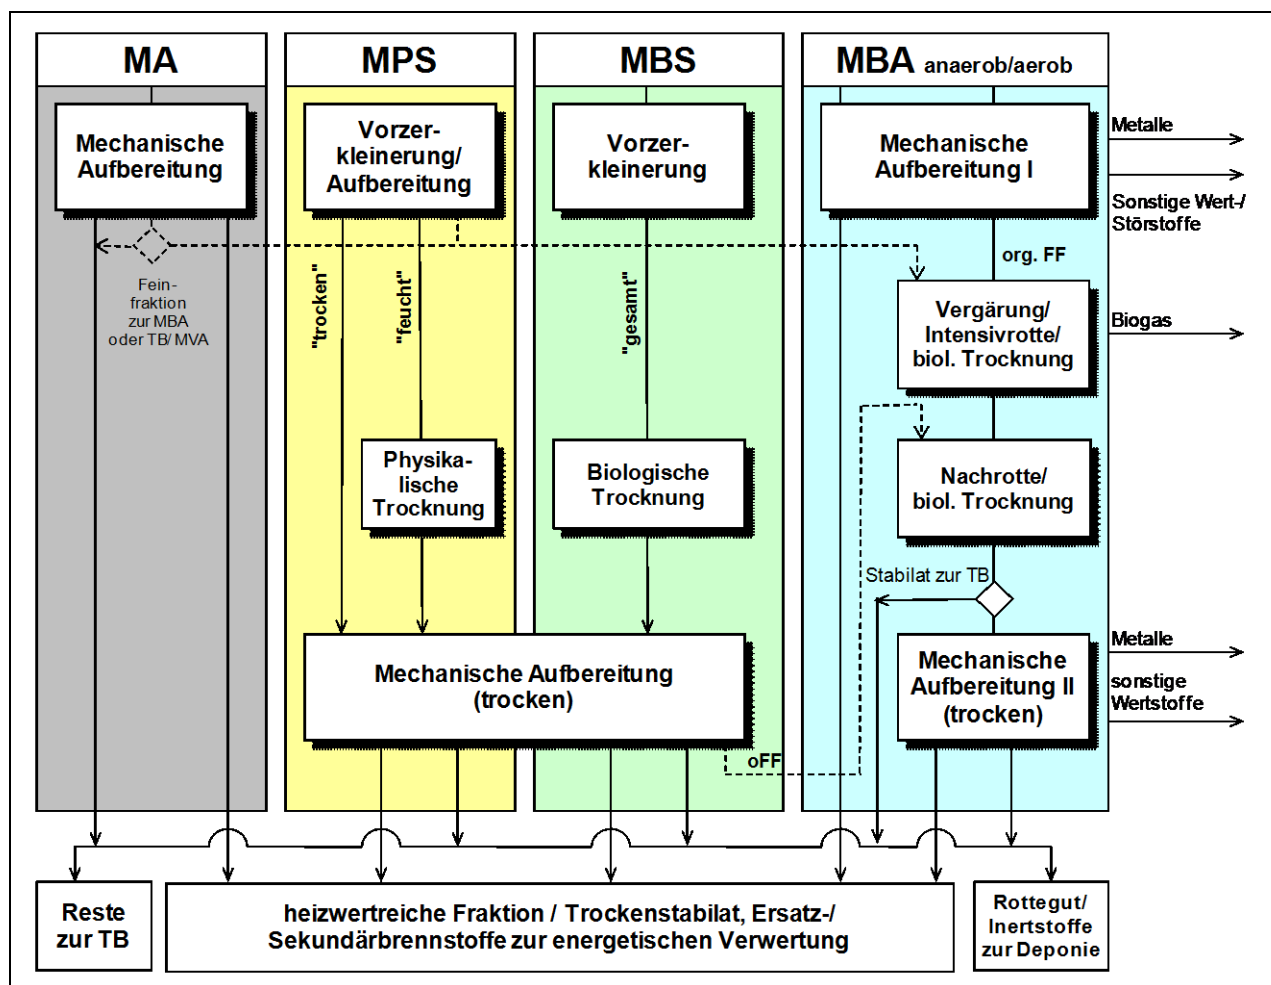 MA
MPS
MBS
MBA anaerob/aerob
Mechanische
Aufbereitung
Vorzer-
kleinerung/
Aufbereitung
Vorzer-
kleinerung
Mechanische
Aufbereitung I
Metalle
Sonstige Wert-/
Störstoffe
Fein-
fraktion
zur MBA
oder TB/MVA
"trocken"
"feucht"
"gesamt"
org. FF
Vergärung/
Intensivrotte/
biol. Trocknung
Biogas
Physika-
lische
Trocknung
Biologische
Trocknung
Nachrotte/
biol. Trocknung
Stabilat zur TB
Mechanische Aufbereitung
(trocken)
Mechanische
Aufbereitung II
(trocken)
Metalle
sonstige
Wertstoffe
oFF
Reste
zur TB
heizwertreiche Fraktion / Trockenstabilat, Ersatz-/
Sekundärbrennstoffe zur energetischen Verwertung
Rottegut/
Inertstoffe
zur Deponie